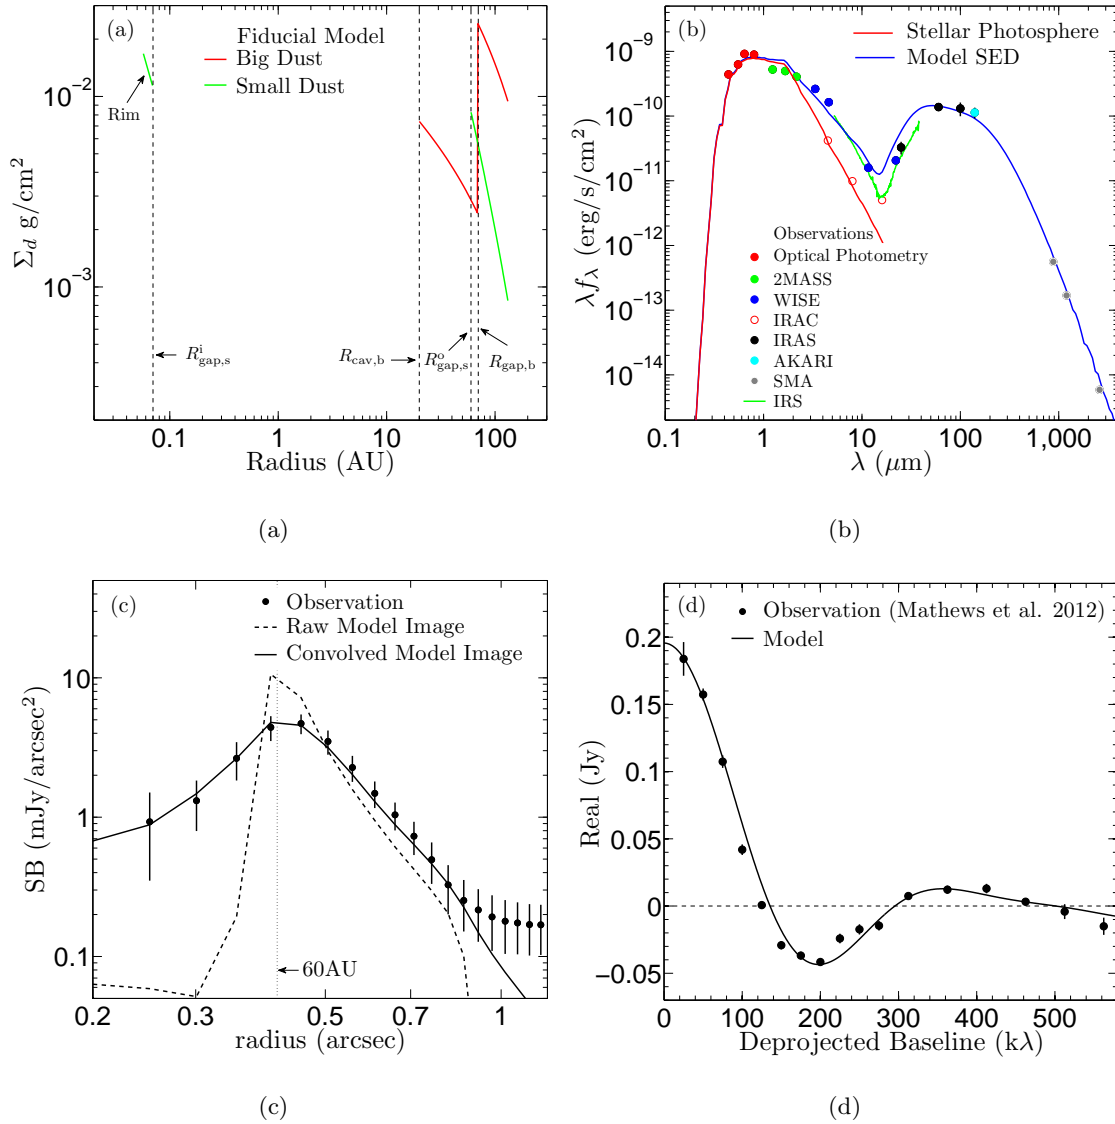 (a)
Fiducial Model
Big Dust
Small Dust
Rim
10⁻²
10⁻³
Σ_d g/cm²
R^i_gap,s
R_cav,b
R^o_gap,s
R_gap,b
0.1 1 10 100
Radius (AU)
(a)
(b)
Stellar Photosphere
Model SED
10⁻⁹
10⁻¹⁰
10⁻¹¹
10⁻¹²
10⁻¹³
10⁻¹⁴
λf_λ (erg/s/cm²)
Observations
Optical Photometry
2MASS
WISE
IRAC
IRAS
AKARI
SMA
IRS
0.1 1 10 100 1,000
λ (μm)
(b)
(c)
Observation
Raw Model Image
Convolved Model Image
10
1
0.1
SB (mJy/arcsec²)
60AU
0.2 0.3 0.5 0.7 1
radius (arcsec)
(c)
(d)
Observation (Mathews et al. 2012)
Model
0.2
0.15
0.1
0.05
0
−0.05
Real (Jy)
0 100 200 300 400 500
Deprojected Baseline (kλ)
(d)